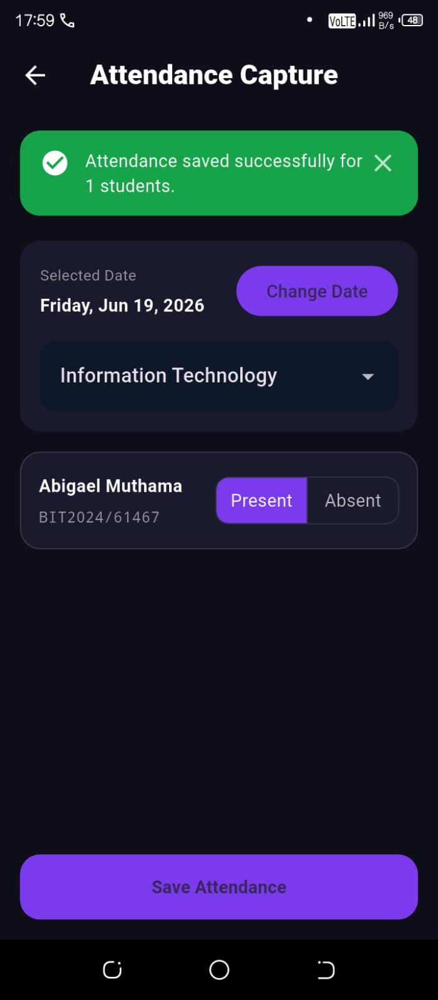 17:59
VoLTE 969 B/s 48
Attendance Capture
Attendance saved successfully for
1 students.
Selected Date
Friday, Jun 19, 2026
Change Date
Information Technology
Abigael Muthama
BIT2024/61467
Present
Absent
Save Attendance